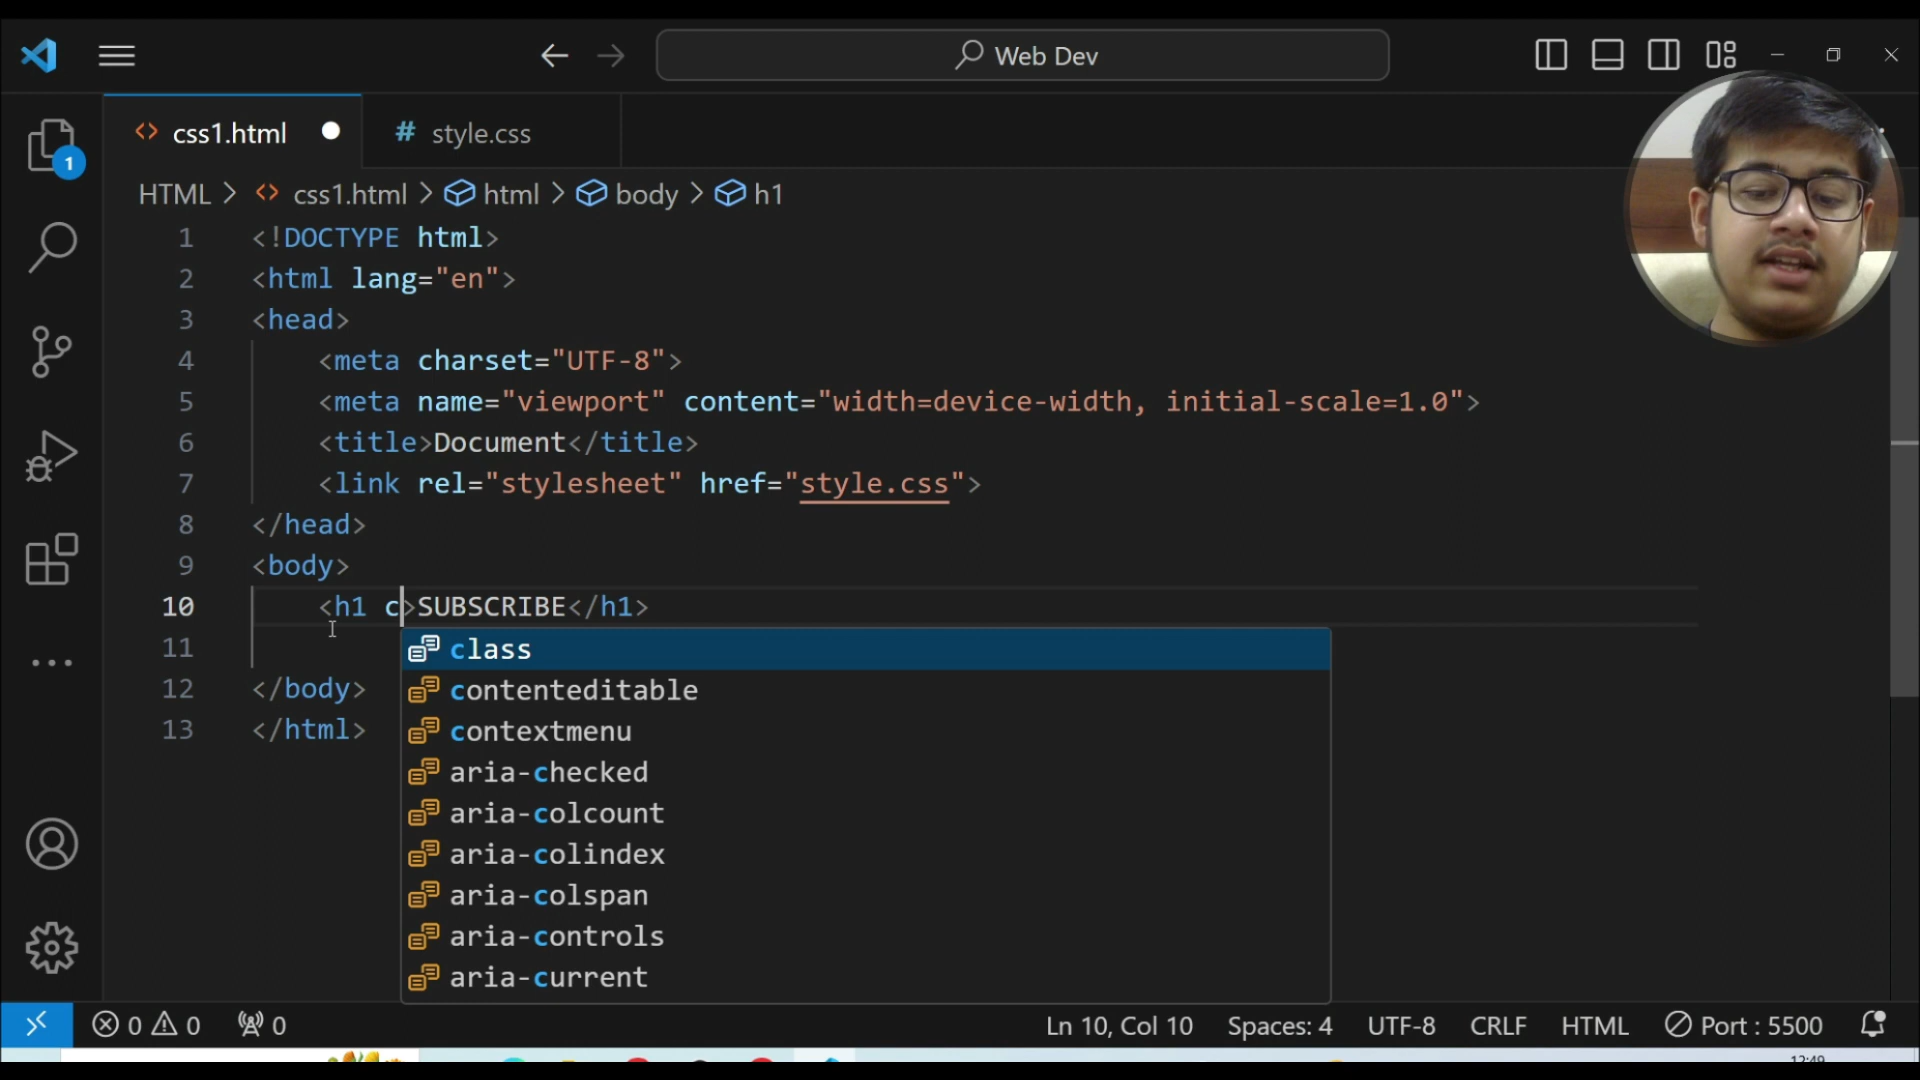 Web Dev
css1.html
# style.css
HTML > css1.html > html > body > h1
1 <!DOCTYPE html>
2 <html lang="en">
3 <head>
4 <meta charset="UTF-8">
5 <meta name="viewport" content="width=device-width, initial-scale=1.0">
6 <title>Document</title>
7 <link rel="stylesheet" href="style.css">
8 </head>
9 <body>
10 <h1 c>SUBSCRIBE</h1>
11
12 </body>
13 </html>
class
contenteditable
contextmenu
aria-checked
aria-colcount
aria-colindex
aria-colspan
aria-controls
aria-current
1
0 0 0 Ln 10, Col 10 Spaces: 4 UTF-8 CRLF HTML Port : 5500
12:49